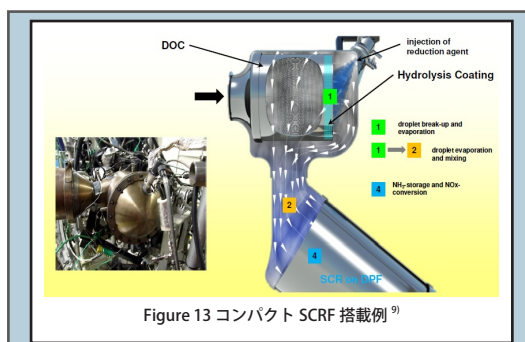 DOC
injection of
reduction agent
Hydrolysis Coating
1
1 droplet break-up and
evaporation
1 2 droplet evaporation
and mixing
4 NH₃-storage and NOx-
conversion
2
4
SCR on DPF
Figure 13 コンパクト SCRF 搭載例 9)